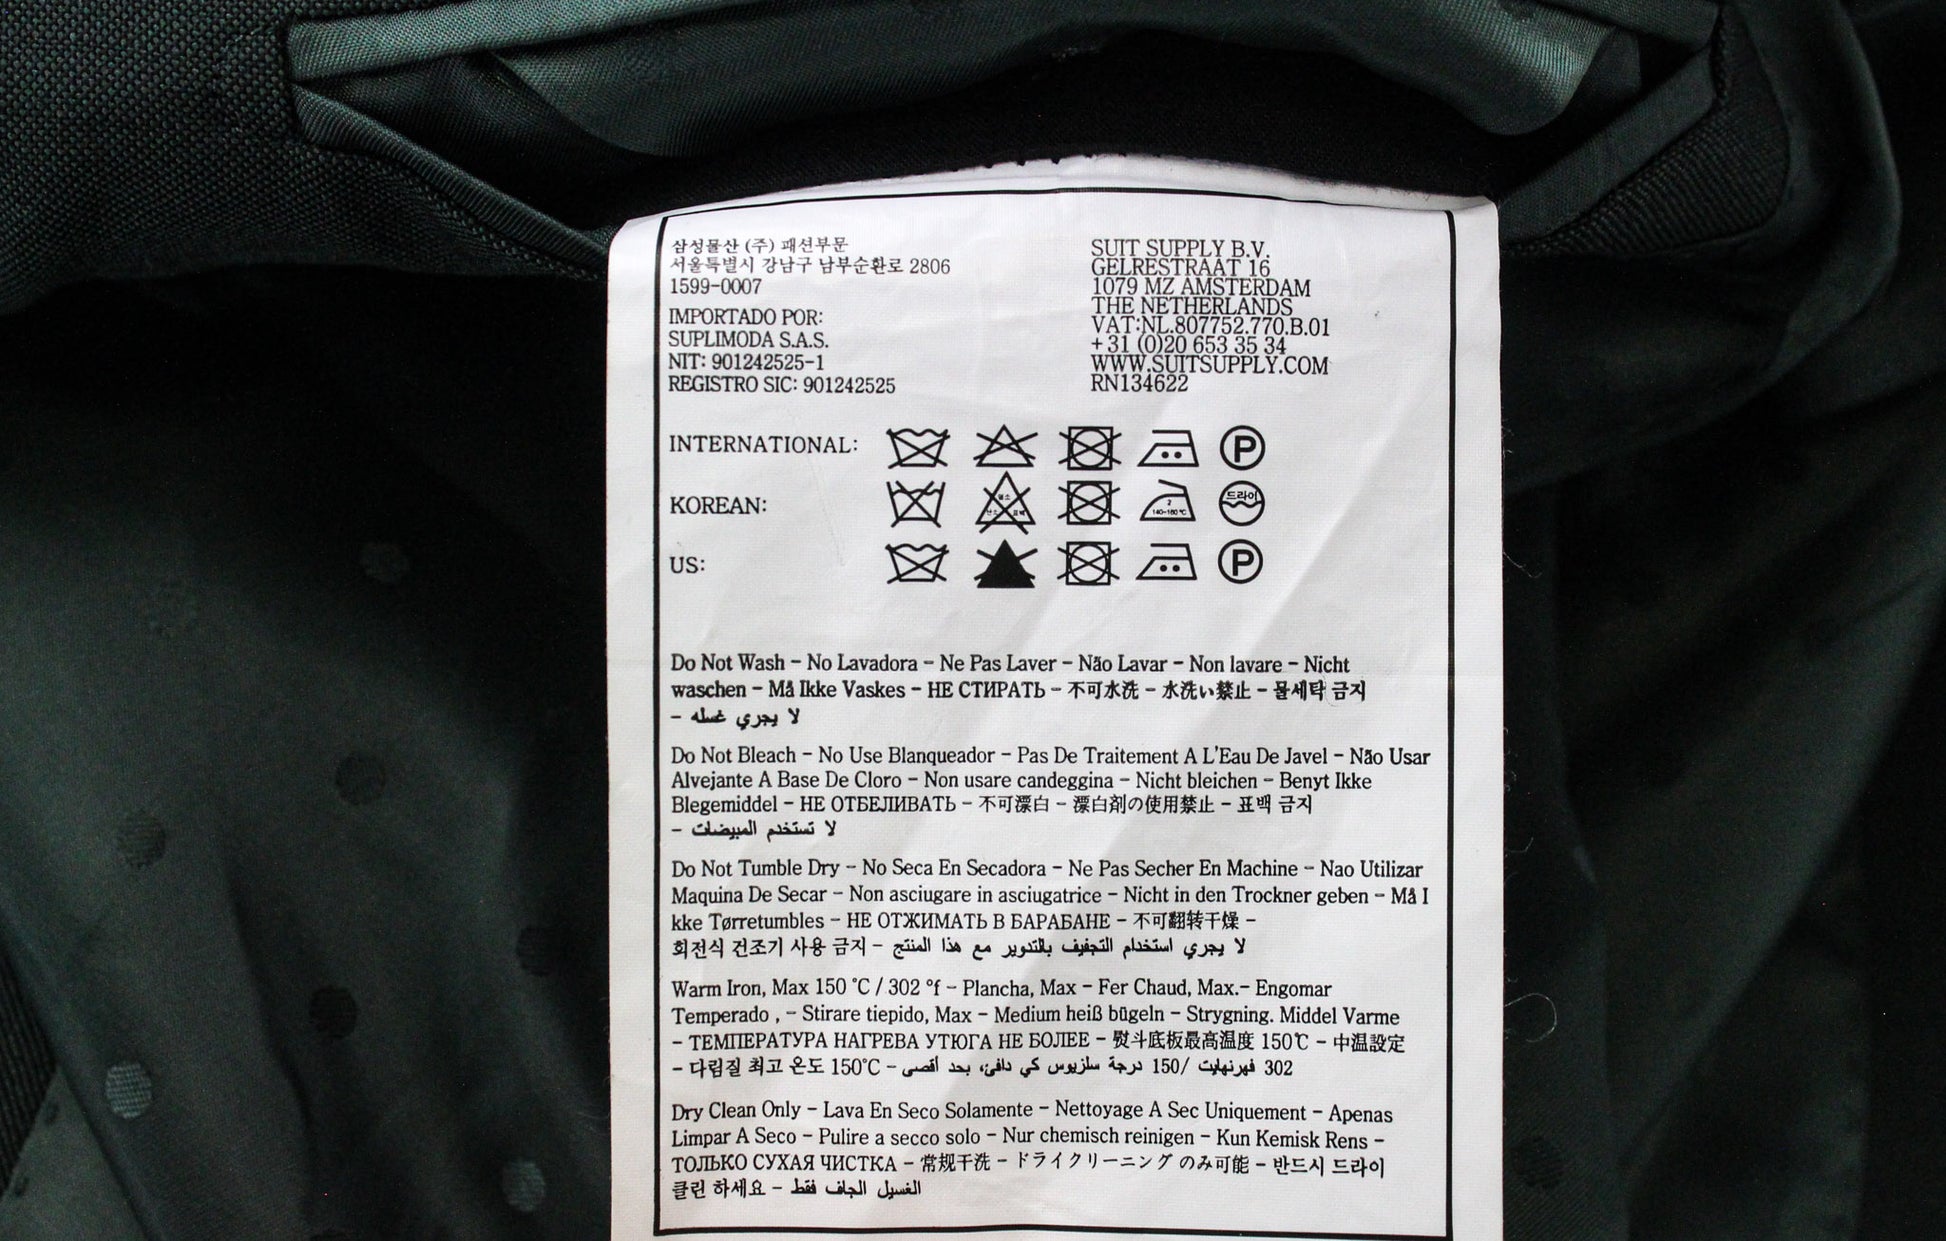 삼성물산 (주) 패션부문
서울특별시 강남구 남부순환로 2806
1599-0007
IMPORTADO POR:
SUPLIMODA S.A.S.
NIT: 901242525-1
REGISTRO SIC: 901242525
SUIT SUPPLY B.V.
GELRESTRAAT 16
1079 MZ AMSTERDAM
THE NETHERLANDS
VAT:NL.807752.770.B.01
+31 (0)20 653 35 34
WWW.SUITSUPPLY.COM
RN134622
INTERNATIONAL:
P
KOREAN:
염소
산소 표백
2
140~160℃
드라이
US:
P
Do Not Wash - No Lavadora - Ne Pas Laver - Não Lavar - Non lavare - Nicht
waschen - Må Ikke Vaskes - НЕ СТИРАТЬ - 不可水洗 - 水洗い禁止 - 물세탁 금지
- لا يجري غسله
Do Not Bleach - No Use Blanqueador - Pas De Traitement A L'Eau De Javel - Não Usar
Alvejante A Base De Cloro - Non usare candeggina - Nicht bleichen - Benyt Ikke
Blegemiddel - НЕ ОТБЕЛИВАТЬ - 不可漂白 - 漂白剤の使用禁止 - 표백 금지
- لا تستخدم المبيضات
Do Not Tumble Dry - No Seca En Secadora - Ne Pas Secher En Machine - Nao Utilizar
Maquina De Secar - Non asciugare in asciugatrice - Nicht in den Trockner geben - Må I
kke Tørretumbles - НЕ ОТЖИМАТЬ В БАРАБАНЕ - 不可翻转干燥 -
회전식 건조기 사용 금지 - لا يجري استخدام التجفيف بالتدوير مع هذا المنتج
Warm Iron, Max 150 °C / 302 °f - Plancha, Max - Fer Chaud, Max.- Engomar
Temperado , - Stirare tiepido, Max - Medium heiß bügeln - Strygning. Middel Varme
- ТЕМПЕРАТУРА НАГРЕВА УТЮГА НЕ БОЛЕЕ - 熨斗底板最高温度 150℃ - 中温設定
- 다림질 최고 온도 150°C - 302 فهرنهايت /150 درجة سلزيوس كي دافئ، بحد أقصى
Dry Clean Only - Lava En Seco Solamente - Nettoyage A Sec Uniquement - Apenas
Limpar A Seco - Pulire a secco solo - Nur chemisch reinigen - Kun Kemisk Rens -
ТОЛЬКО СУХАЯ ЧИСТКА - 常规干洗 - ドライクリーニング のみ可能 - 반드시 드라이
클린 하세요 - الغسيل الجاف فقط